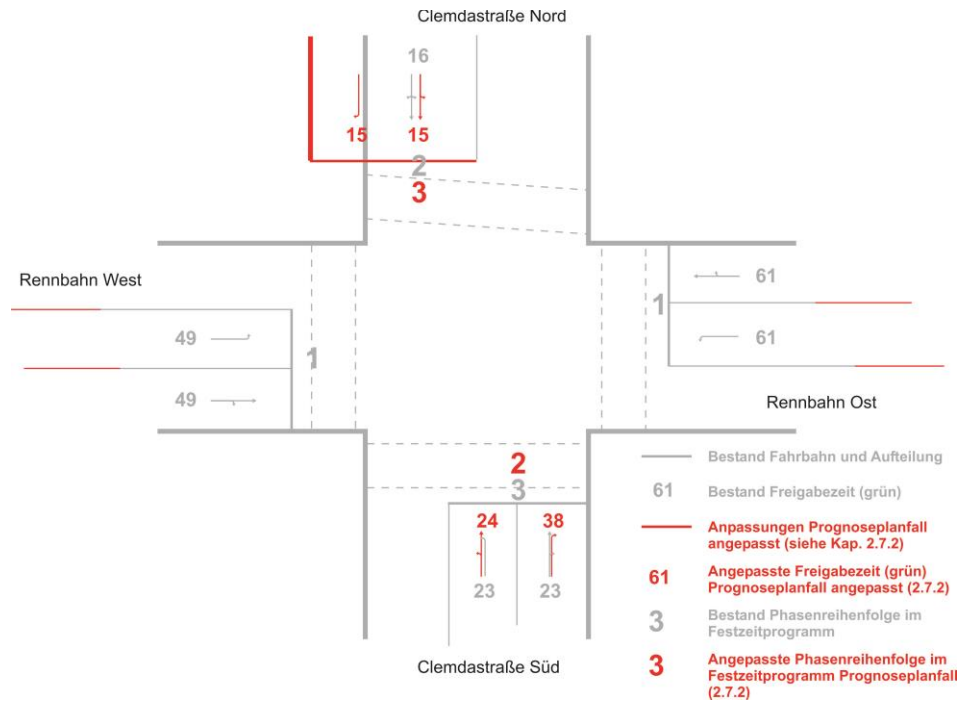 Clemdastraße Nord
16
15 15
2
3
Rennbahn West
61
1
49
1
61
49
Rennbahn Ost
2
3
24 38
23 23
Clemdastraße Süd
Bestand Fahrbahn und Aufteilung
61 Bestand Freigabezeit (grün)
Anpassungen Prognoseplanfall
angepasst (siehe Kap. 2.7.2)
61 Angepasste Freigabezeit (grün)
Prognoseplanfall angepasst (2.7.2)
3 Bestand Phasenreihenfolge im
Festzeitprogramm
3 Angepasste Phasenreihenfolge im
Festzeitprogramm Prognoseplanfall
(2.7.2)